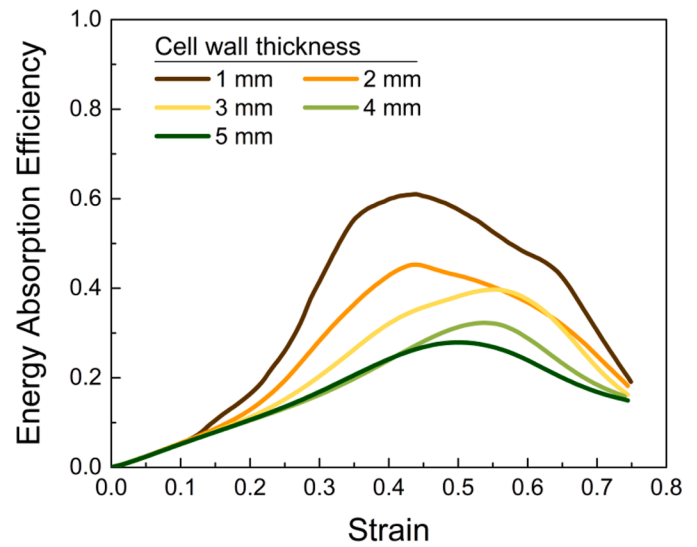 Energy Absorption Efficiency
1.0
0.8
0.6
0.4
0.2
0.0
Cell wall thickness
1 mm 2 mm
3 mm 4 mm
5 mm
0.0 0.1 0.2 0.3 0.4 0.5 0.6 0.7 0.8
Strain